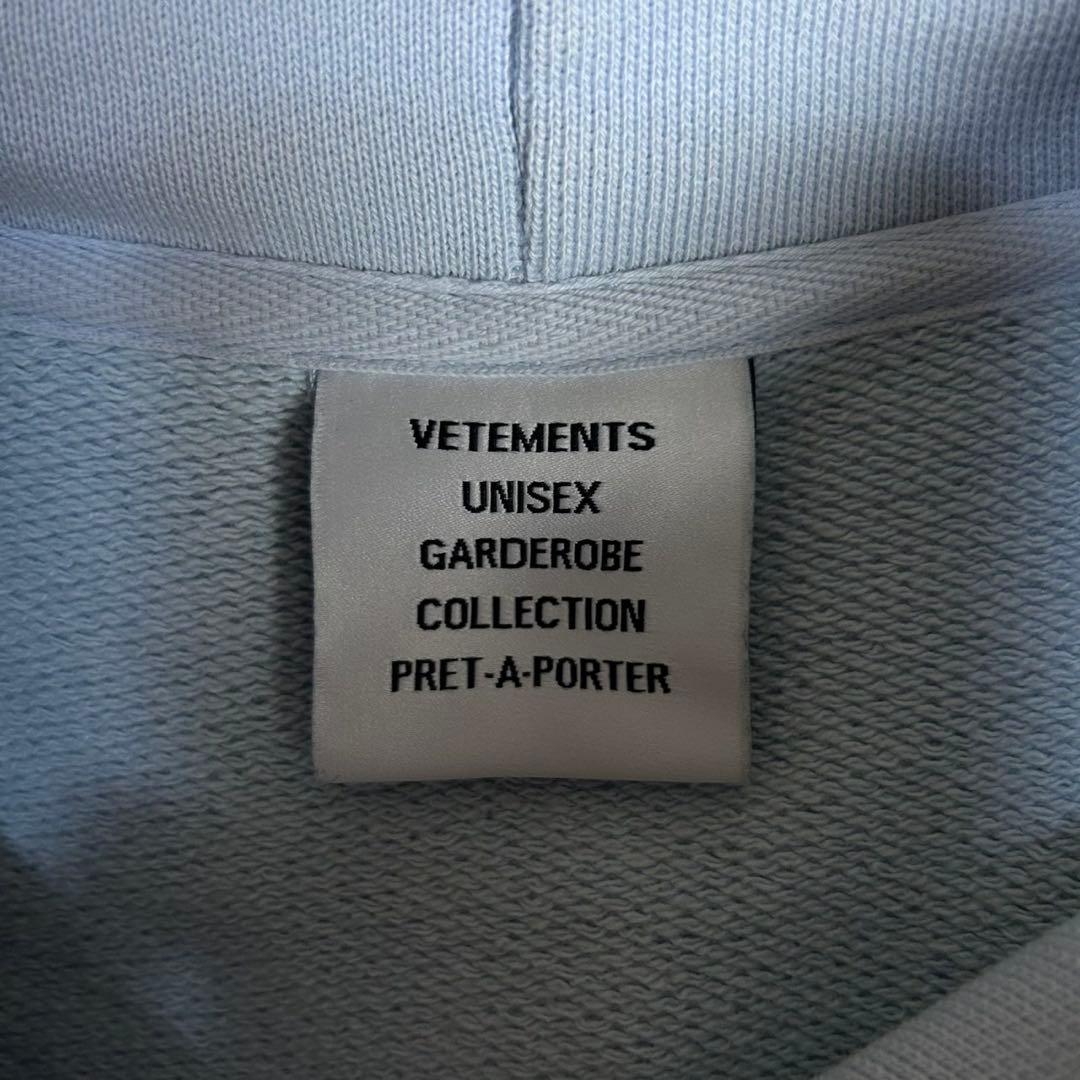 VETEMENTS
UNISEX
GARDEROBE
COLLECTION
PRET-A-PORTER